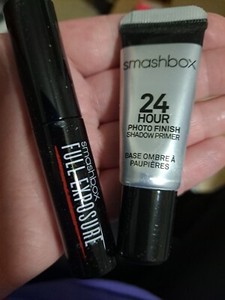 smashbox
FULL EXPOSURE
smashbox
24
HOUR
PHOTO FINISH
SHADOW PRIMER
BASE OMBRE À
PAUPIÈRES